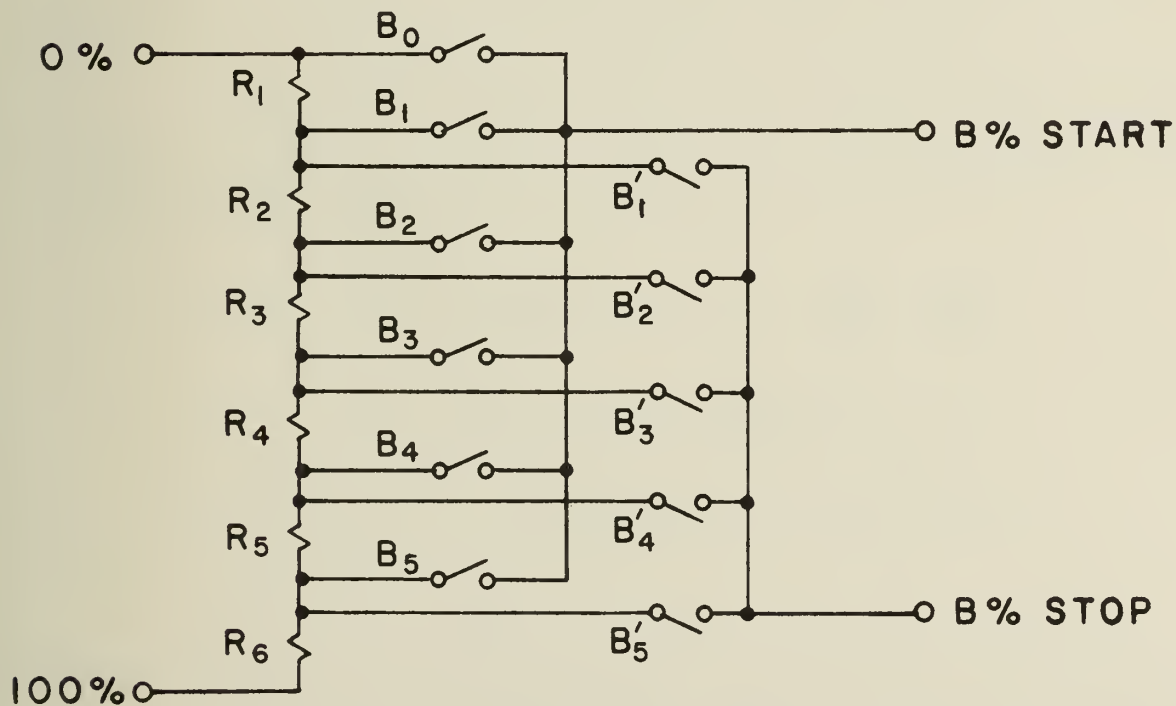 0 %
B0
R1
B1
B% START
B'1
R2
B2
B'2
R3
B3
B'3
R4
B4
B'4
R5
B5
B% STOP
B'5
R6
100%